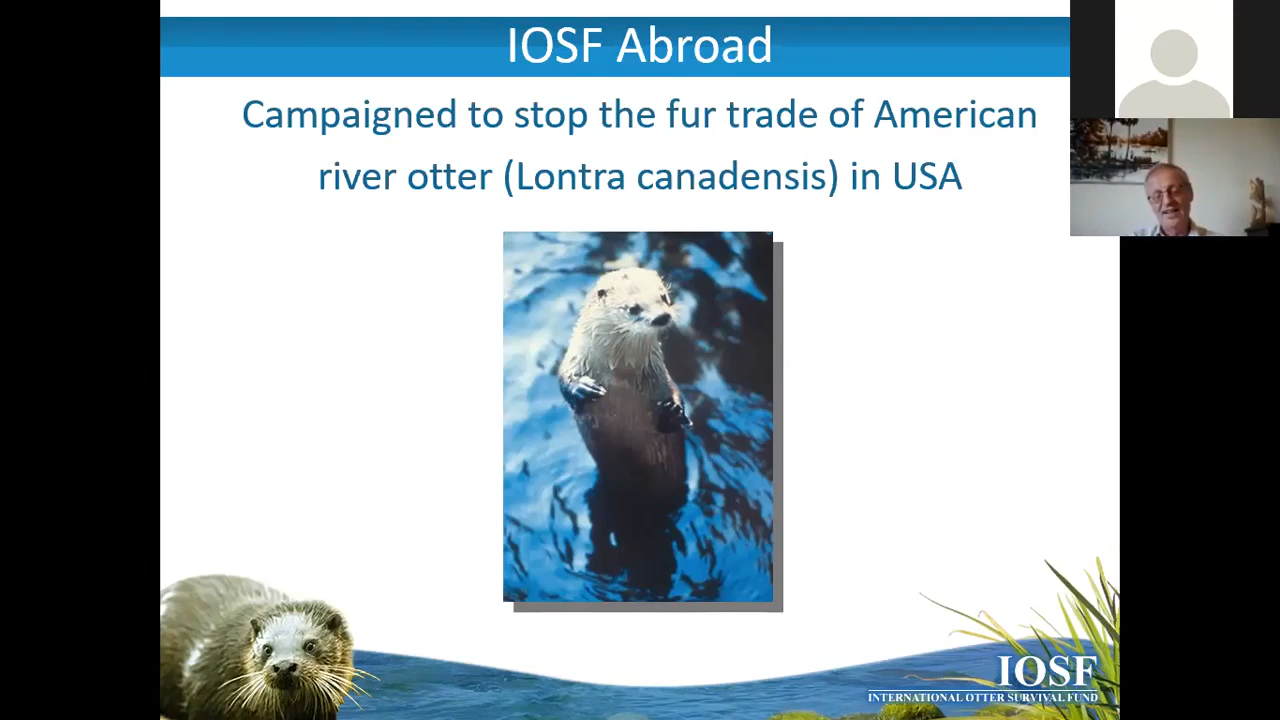 IOSF Abroad
Campaigned to stop the fur trade of American
river otter (Lontra canadensis) in USA
IOSF
INTERNATIONAL OTTER SURVIVAL FUND